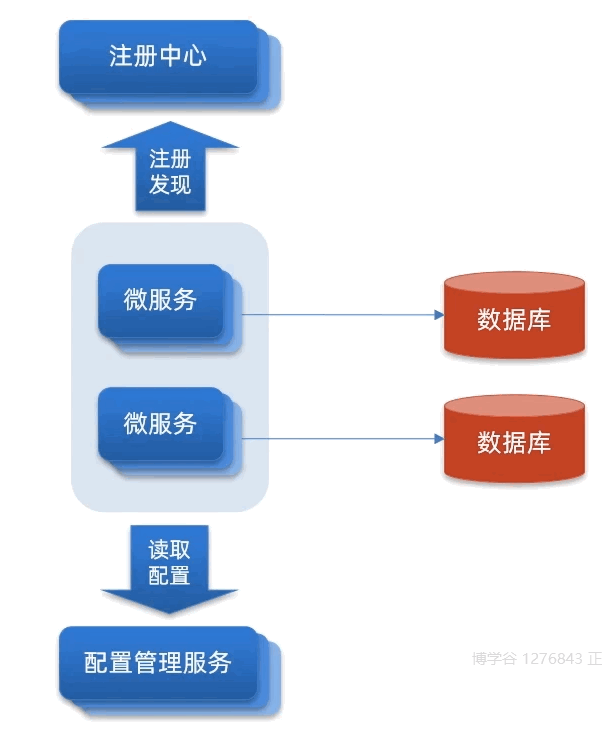 注册中心
注册
发现
微服务
数据库
微服务
数据库
读取
配置
配置管理服务
博学谷 1276843 正